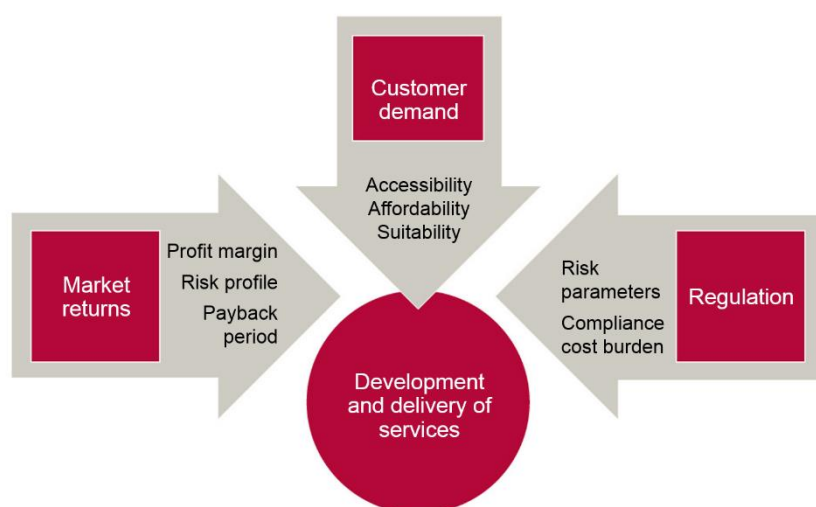 Customer
demand
Accessibility
Affordability
Suitability
Market
returns
Profit margin
Risk profile
Payback
period
Risk
parameters
Compliance
cost burden
Regulation
Development
and delivery of
services